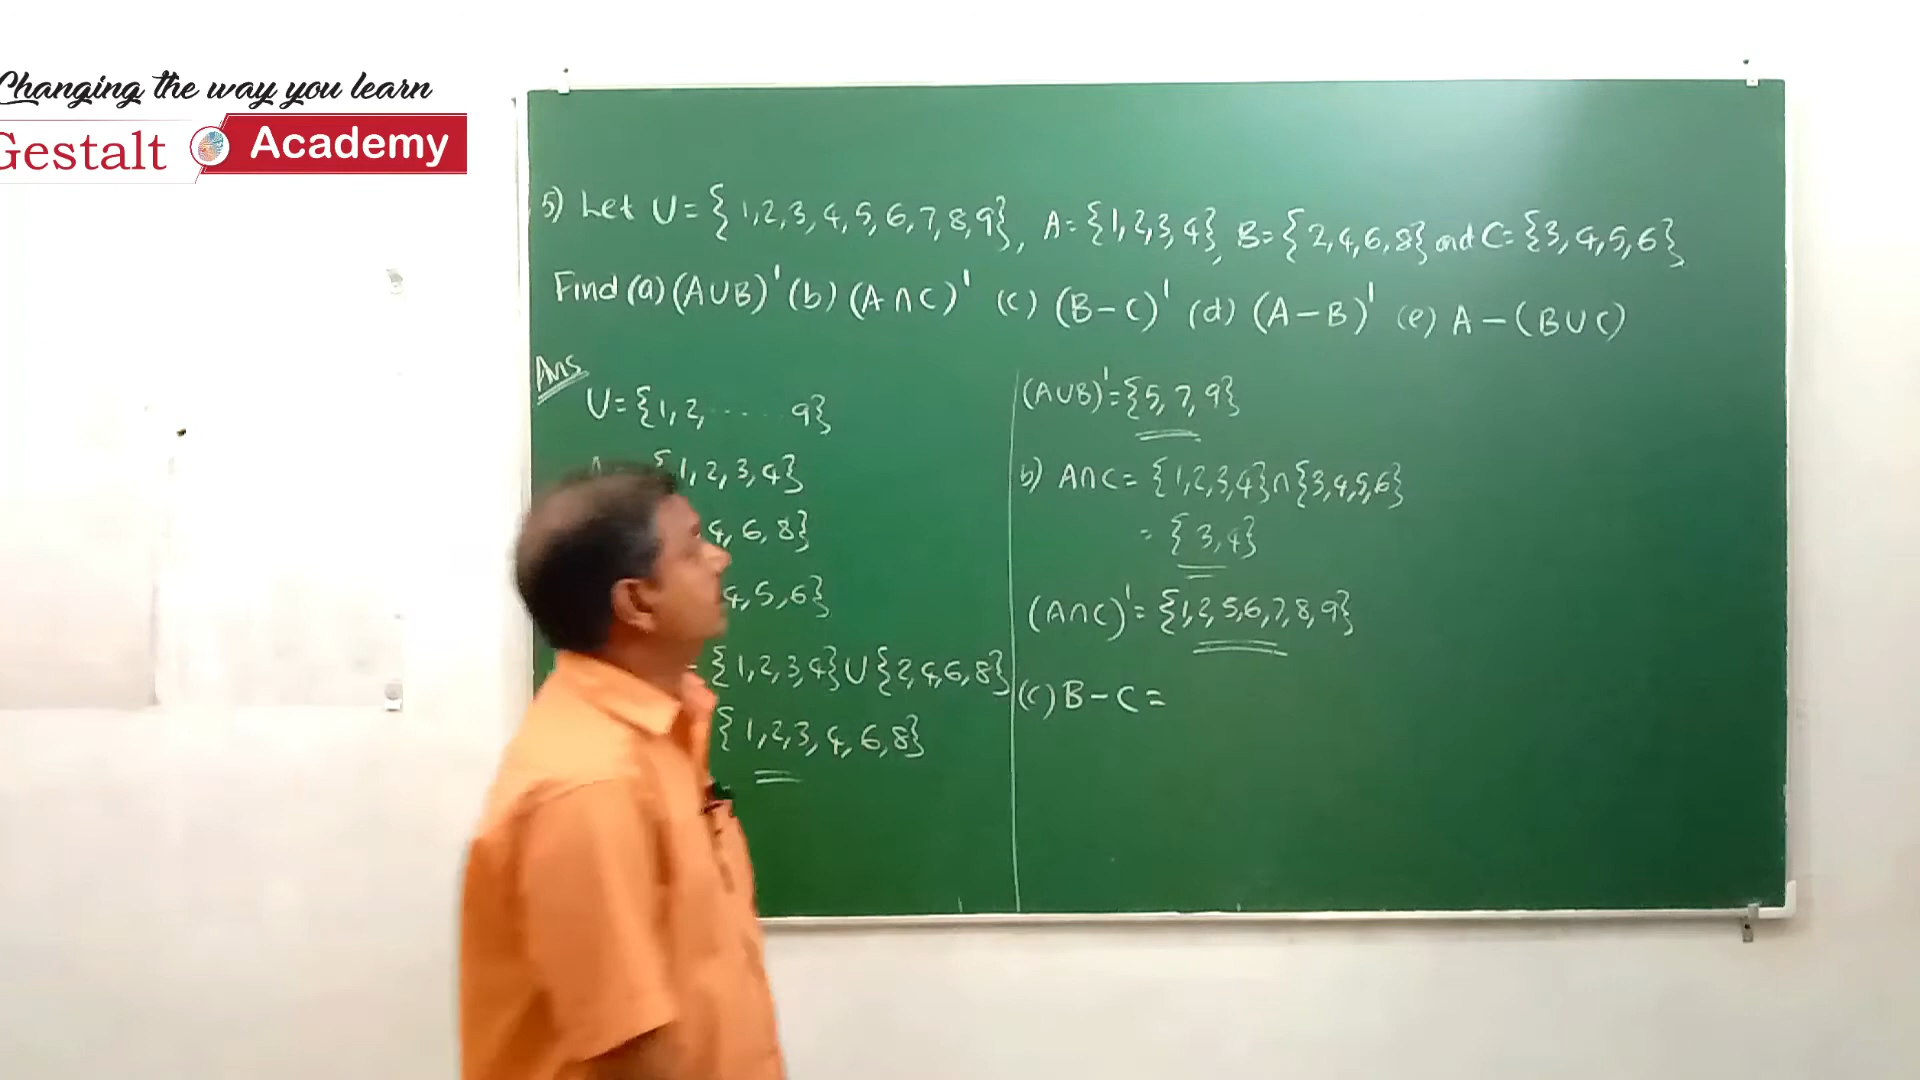 Changing the way you learn
Gestalt Academy
5) Let U = { 1,2,3,4,5,6,7,8,9}, A={1,2,3,4}, B={2,4,6,8} and C={3,4,5,6}
Find (a) (A∪B)' (b) (A∩C)' (c) (B-C)' (d) (A-B)' (e) A-(B∪C)
Ans
U={1,2,......9}
{1,2,3,4}
4,6,8}
4,5,6}
= {1,2,3,4}∪{2,4,6,8}
{1,2,3,4,6,8}
(A∪B)'={5,7,9}
b) A∩C= {1,2,3,4}∩{3,4,5,6}
= {3,4}
(A∩C)'= {1,2,5,6,7,8,9}
(c) B-C=